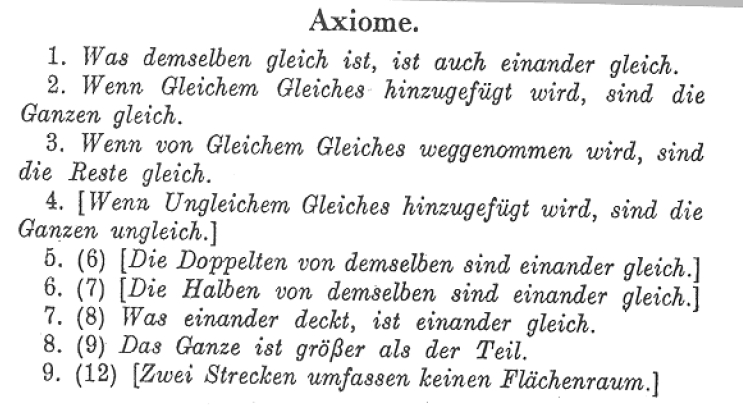 Axiome.
1. Was demselben gleich ist, ist auch einander gleich.
2. Wenn Gleichem Gleiches hinzugefügt wird, sind die
Ganzen gleich.
3. Wenn von Gleichem Gleiches weggenommen wird, sind
die Reste gleich.
4. [Wenn Ungleichem Gleiches hinzugefügt wird, sind die
Ganzen ungleich.]
5. (6) [Die Doppelten von demselben sind einander gleich.]
6. (7) [Die Halben von demselben sind einander gleich.]
7. (8) Was einander deckt, ist einander gleich.
8. (9) Das Ganze ist größer als der Teil.
9. (12) [Zwei Strecken umfassen keinen Flächenraum.]